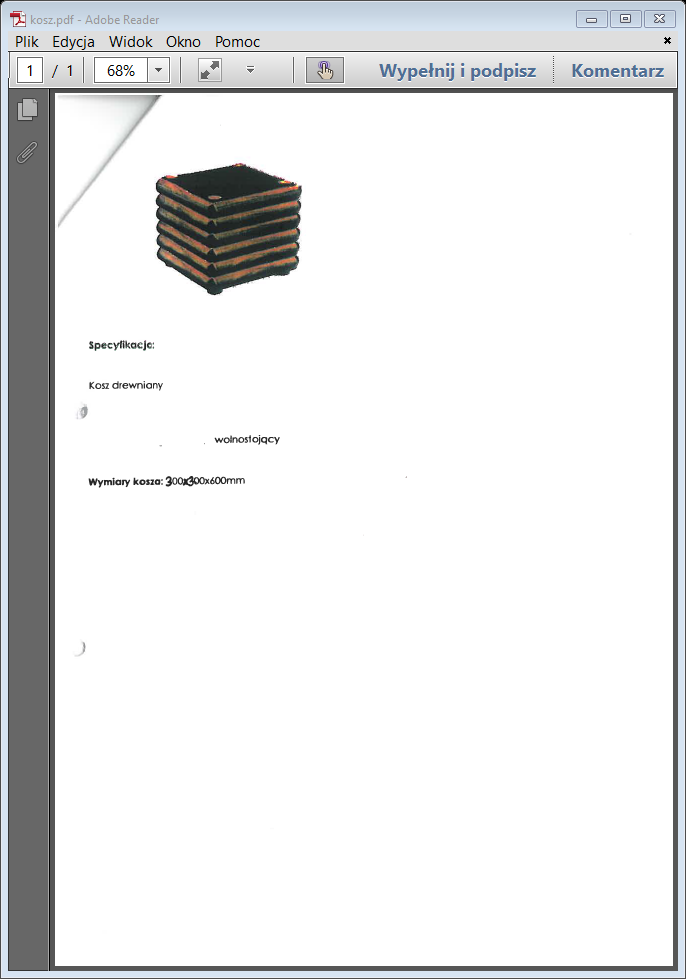 kosz.pdf - Adobe Reader
Plik Edycja Widok Okno Pomoc
1 / 1 68% Wypełnij i podpisz Komentarz
Specyfikacja:
Kosz drewniany
wolnostojący
Wymiary kosza: 300x300x600mm